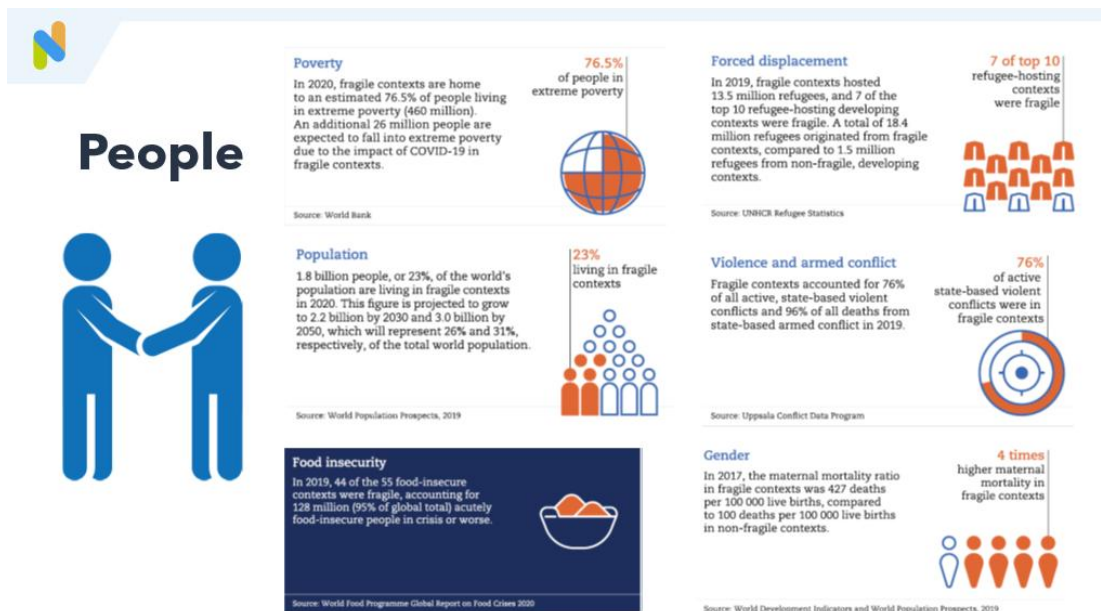 People
Poverty
In 2020, fragile contexts are home
to an estimated 76.5% of people living
in extreme poverty (460 million).
An additional 26 million people are
expected to fall into extreme poverty
due to the impact of COVID-19 in
fragile contexts.
76.5%
of people in
extreme poverty
Source: World Bank
Forced displacement
In 2019, fragile contexts hosted
13.5 million refugees, and 7 of the
top 10 refugee-hosting developing
contexts were fragile. A total of 18.4
million refugees originated from fragile
contexts, compared to 1.5 million
refugees from non-fragile, developing
contexts.
7 of top 10
refugee-hosting
contexts
were fragile
Source: UNHCR Refugee Statistics
Population
1.8 billion people, or 23%, of the world's
population are living in fragile contexts
in 2020. This figure is projected to grow
to 2.2 billion by 2030 and 3.0 billion by
2050, which will represent 26% and 31%,
respectively, of the total world population.
23%
living in fragile
contexts
Source: World Population Prospects, 2019
Violence and armed conflict
Fragile contexts accounted for 76%
of all active, state-based violent
conflicts and 96% of all deaths from
state-based armed conflict in 2019.
76%
of active
state-based violent
conflicts were in
fragile contexts
Source: Uppsala Conflict Data Program
Food insecurity
In 2019, 44 of the 55 food-insecure
contexts were fragile, accounting for
128 million (95% of global total) acutely
food-insecure people in crisis or worse.
Source: World Food Programme Global Report on Food Crises 2020
Gender
In 2017, the maternal mortality ratio
in fragile contexts was 427 deaths
per 100 000 live births, compared
to 100 deaths per 100 000 live births
in non-fragile contexts.
4 times
higher maternal
mortality in
fragile contexts
Source: World Development Indicators and World Population Prospects, 2019